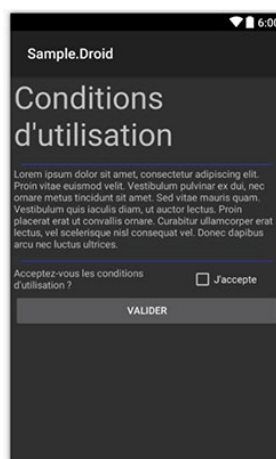 6:00
Sample.Droid
Conditions
d'utilisation
Lorem ipsum dolor sit amet, consectetur adipiscing elit.
Proin vitae euismod velit. Vestibulum pulvinar ex dui, nec
ornare metus tincidunt sit amet. Sed vitae mauris quam.
Vestibulum quis iaculis diam, ut auctor lectus. Proin
placerat erat ut convallis ornare. Curabitur ullamcorper erat
lectus, vel scelerisque nisl consequat vel. Donec dapibus
arcu nec luctus ultrices.
Acceptez-vous les conditions
d'utilisation ?
J'accepte
VALIDER